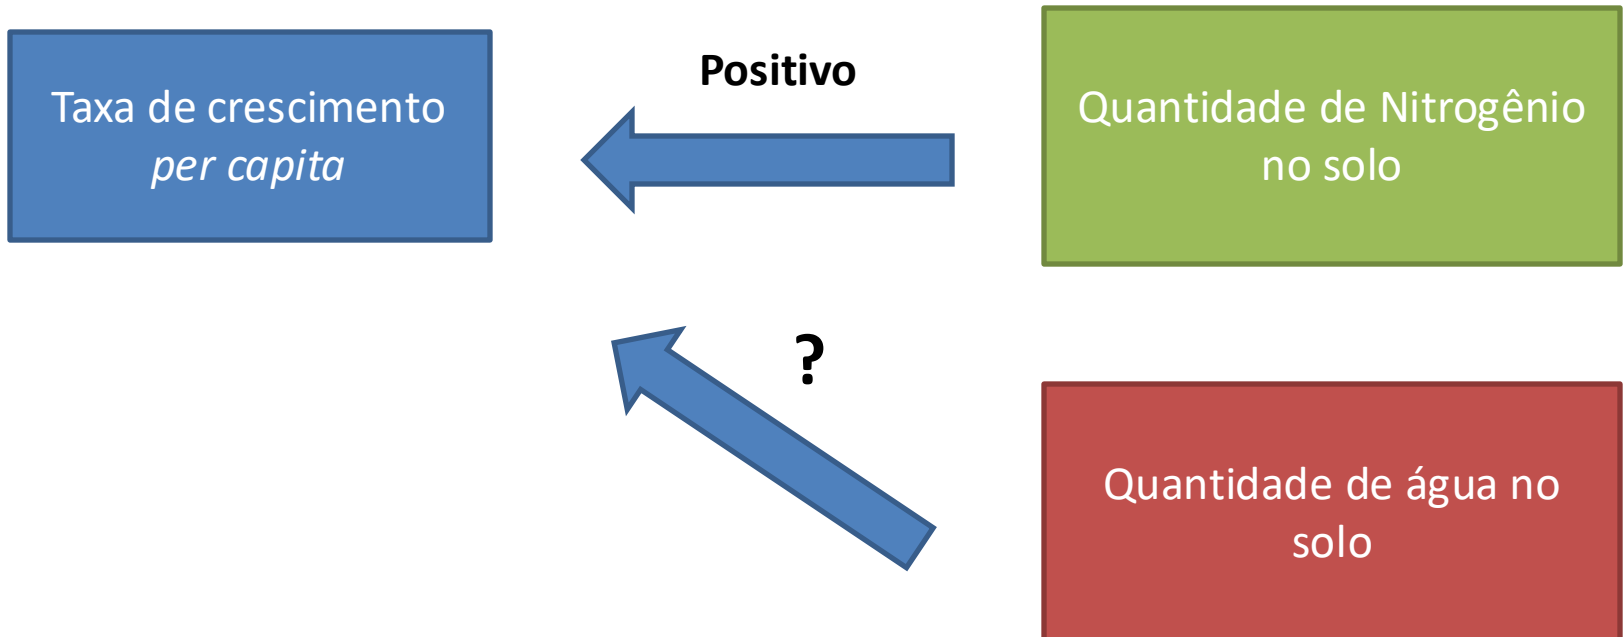 Taxa de crescimento
per capita
Positivo
Quantidade de Nitrogênio
no solo
?
Quantidade de água no
solo